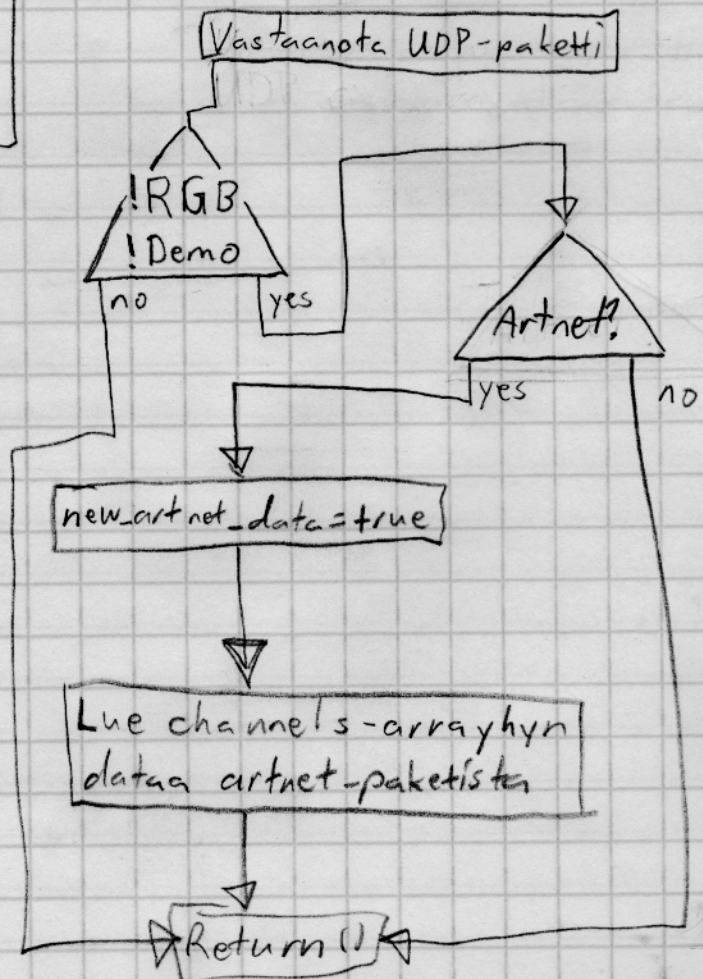 Vastaanota UDP-paketti
!RGB
!Demo
no
yes
Artnet?
yes
no
new_artnet_data=true
Lue channels-arrayhyn
dataa artnet-paketista
Return()